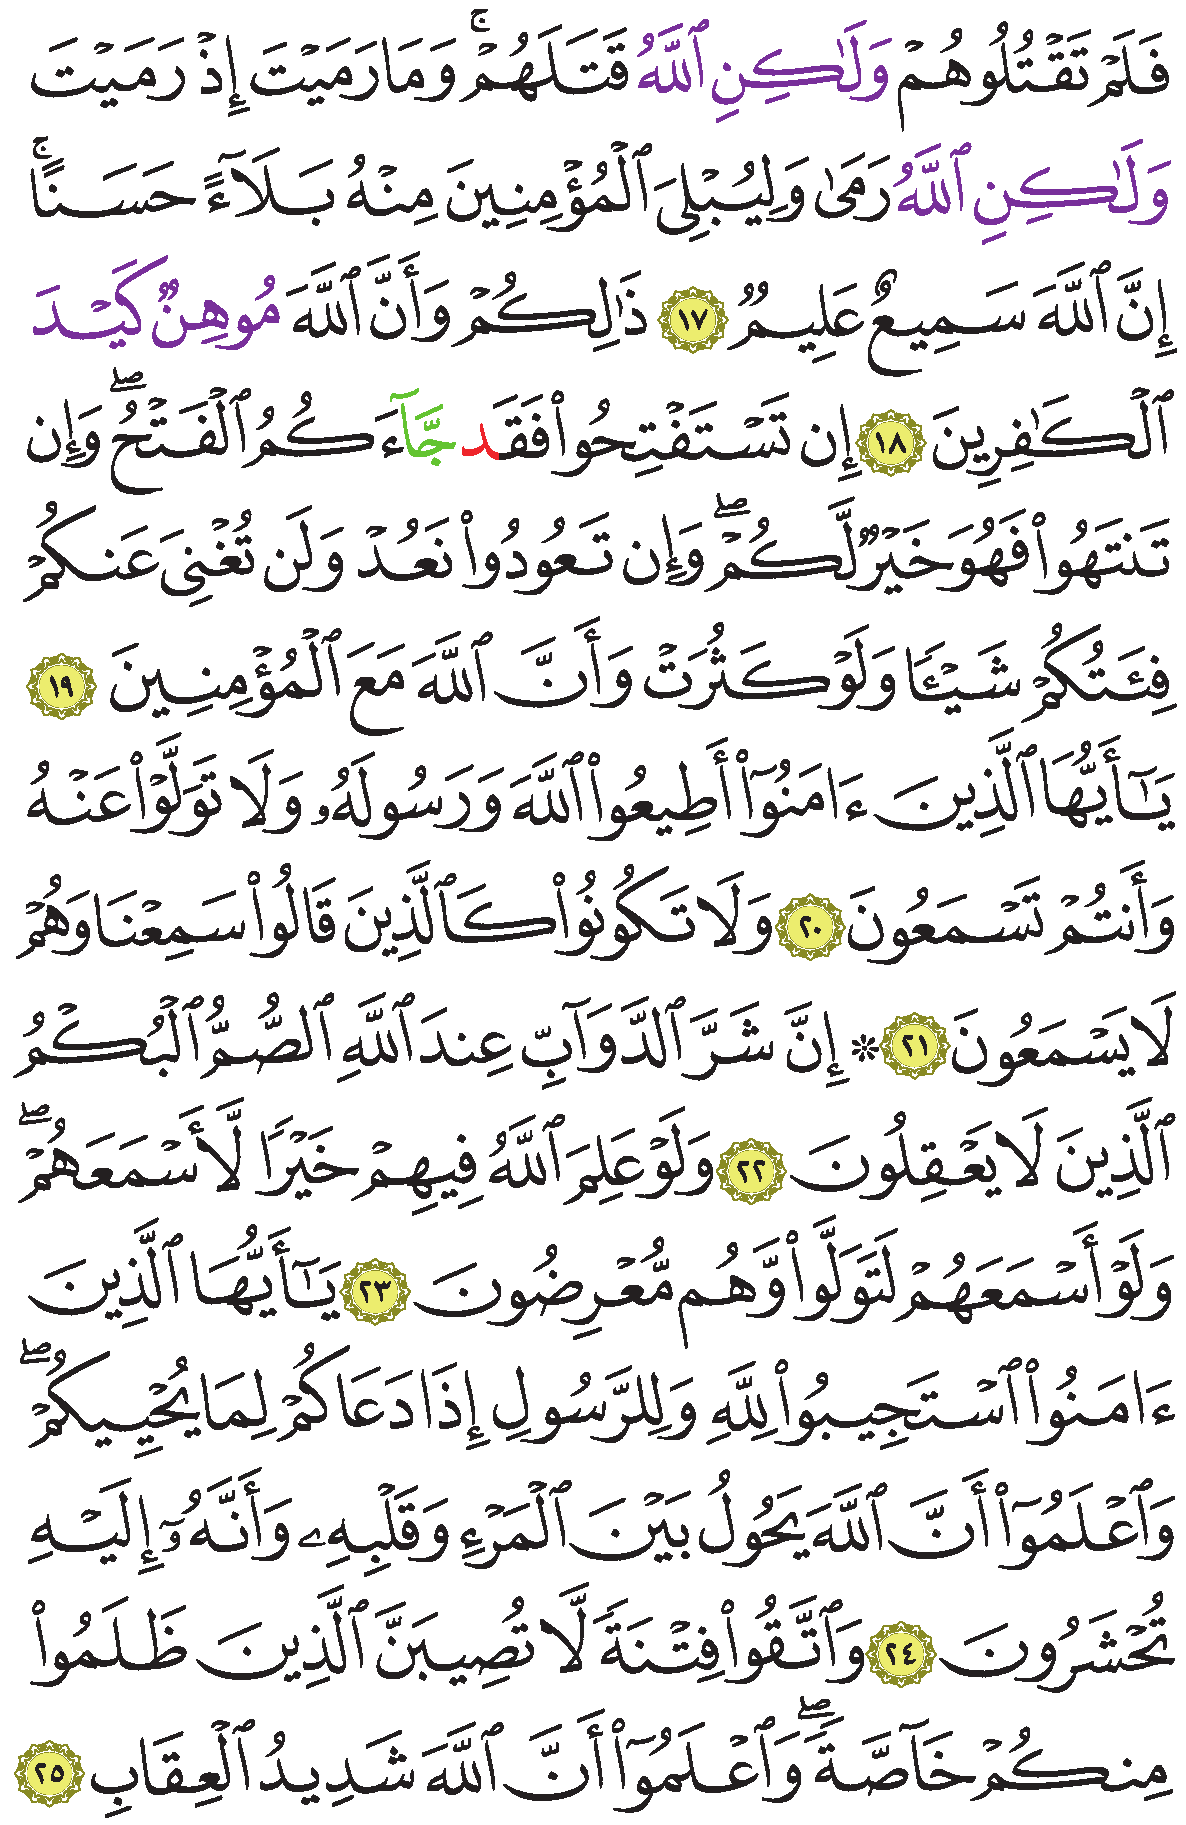 فَلَمْ تَقْتُلُوهُمْ وَلَٰكِنِ ٱللَّهُ قَتَلَهُمْۚ وَمَا رَمَيْتَ إِذْ رَمَيْتَ
وَلَٰكِنِ ٱللَّهُ رَمَىٰ وَلِيُبْلِىَ ٱلْمُؤْمِنِينَ مِنْهُ بَلَآءً حَسَنًاۚ
إِنَّ ٱللَّهَ سَمِيعٌ عَلِيمٌ ١٧ ذَٰلِكُمْ وَأَنَّ ٱللَّهَ مُوهِنٌ كَيْدَ
ٱلْكَٰفِرِينَ ١٨ إِن تَسْتَفْتِحُوا۟ فَقَد جَّآءَكُمُ ٱلْفَتْحُۖ وَإِن
تَنتَهُوا۟ فَهُوَ خَيْرٌ لَّكُمْۖ وَإِن تَعُودُوا۟ نَعُدْ وَلَن تُغْنِىَ عَنكُمْ
فِئَتُكُمْ شَيْـًٔا وَلَوْ كَثُرَتْ وَأَنَّ ٱللَّهَ مَعَ ٱلْمُؤْمِنِينَ ١٩
يَٰٓأَيُّهَا ٱلَّذِينَ ءَامَنُوٓا۟ أَطِيعُوا۟ ٱللَّهَ وَرَسُولَهُۥ وَلَا تَوَلَّوْا۟ عَنْهُ
وَأَنتُمْ تَسْمَعُونَ ٢٠ وَلَا تَكُونُوا۟ كَٱلَّذِينَ قَالُوا۟ سَمِعْنَا وَهُمْ
لَا يَسْمَعُونَ ٢١ ۞ إِنَّ شَرَّ ٱلدَّوَآبِّ عِندَ ٱللَّهِ ٱلصُّمُّ ٱلْبُكْمُ
ٱلَّذِينَ لَا يَعْقِلُونَ ٢٢ وَلَوْ عَلِمَ ٱللَّهُ فِيهِمْ خَيْرًا لَّأَسْمَعَهُمْۖ
وَلَوْ أَسْمَعَهُمْ لَتَوَلَّوا۟ وَّهُم مُّعْرِضُونَ ٢٣ يَٰٓأَيُّهَا ٱلَّذِينَ
ءَامَنُوا۟ ٱسْتَجِيبُوا۟ لِلَّهِ وَلِلرَّسُولِ إِذَا دَعَاكُمْ لِمَا يُحْيِيكُمْۖ
وَٱعْلَمُوٓا۟ أَنَّ ٱللَّهَ يَحُولُ بَيْنَ ٱلْمَرْءِ وَقَلْبِهِۦ وَأَنَّهُۥٓ إِلَيْهِ
تُحْشَرُونَ ٢٤ وَٱتَّقُوا۟ فِتْنَةً لَّا تُصِيبَنَّ ٱلَّذِينَ ظَلَمُوا۟
مِنكُمْ خَآصَّةًۖ وَٱعْلَمُوٓا۟ أَنَّ ٱللَّهَ شَدِيدُ ٱلْعِقَابِ ٢٥